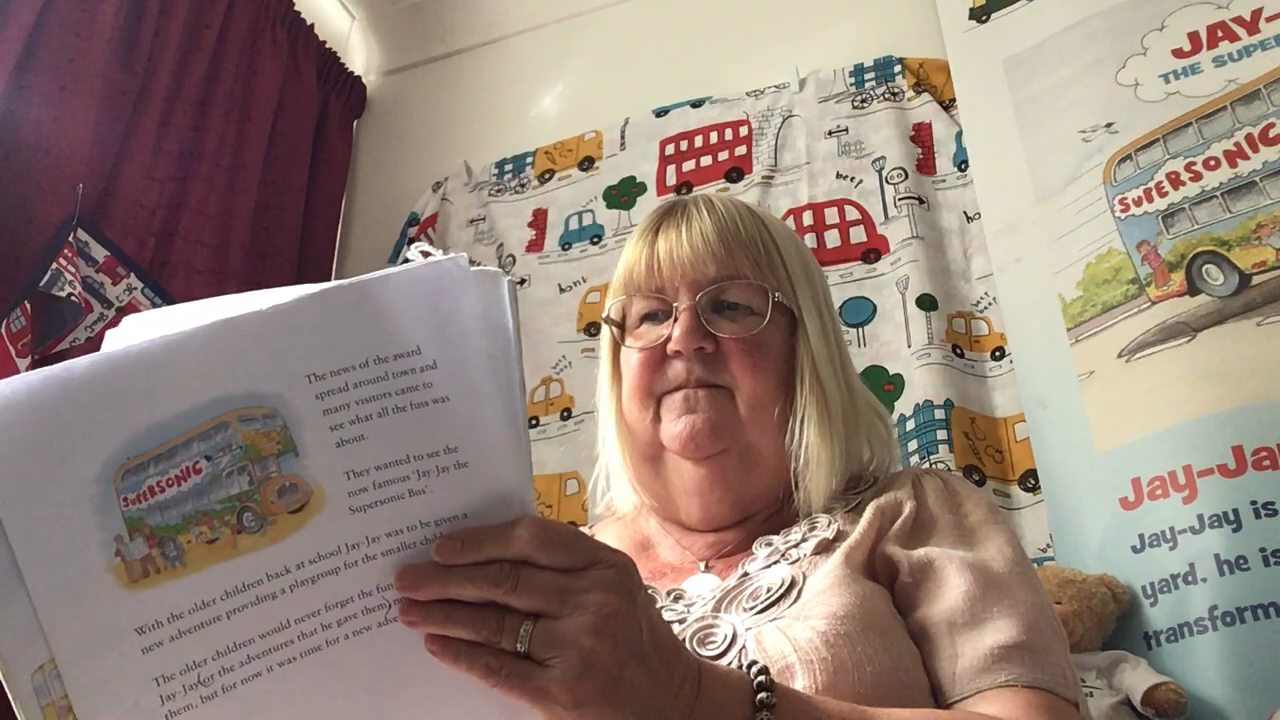 The news of the award
spread around town and
many visitors came to
see what all the fuss was
about.
They wanted to see the
now famous 'Jay-Jay the
Supersonic Bus'.
SUPERSONIC
With the older children back at school Jay-Jay was to be given a
new adventure providing a playgroup for the smaller
The older children would never forget the fun
Jay-Jay or the adventures that he gave them
them, but for now it was time for a new
beep
honk
JAY-
THE SUPE
SUPERSONIC
Jay-Ja
Jay-Jay is
yard. he is
transform